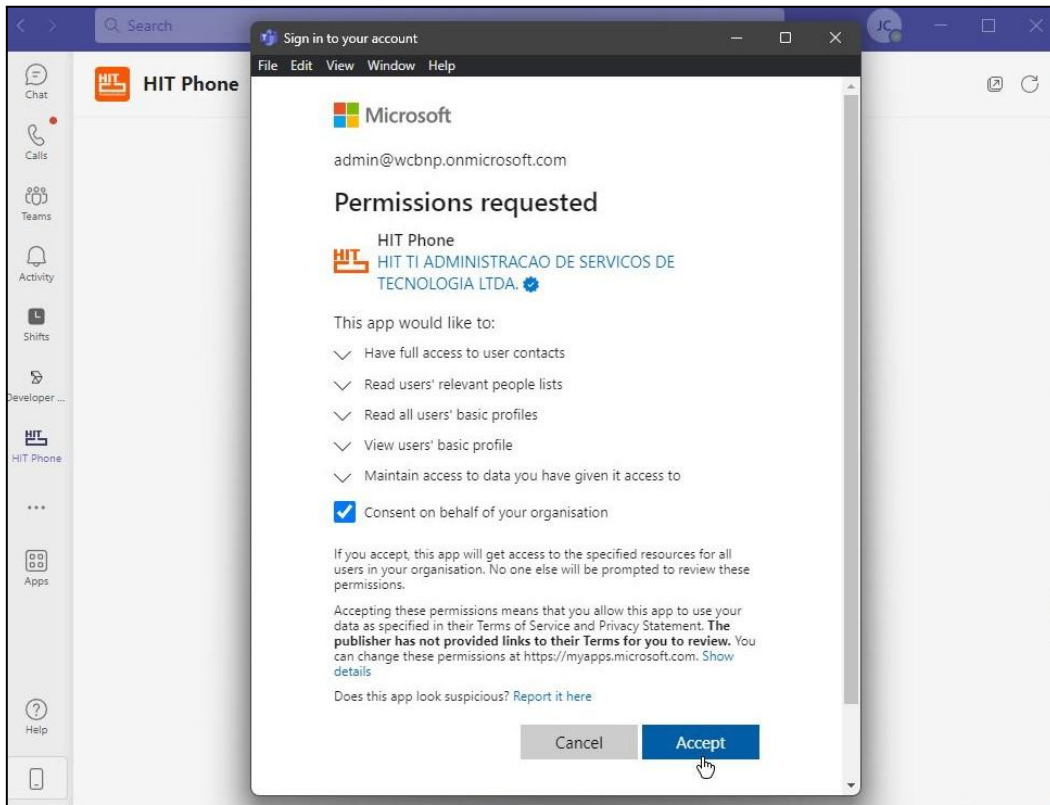 Search
JC
Sign in to your account
File Edit View Window Help
Chat
Calls
Teams
Activity
Shifts
Developer ...
HIT Phone
Apps
Help
HIT
HIT Phone
Microsoft
admin@wcbnp.onmicrosoft.com
Permissions requested
HIT
HIT Phone
HIT TI ADMINISTRACAO DE SERVICOS DE
TECNOLOGIA LTDA.
This app would like to:
Have full access to user contacts
Read users' relevant people lists
Read all users' basic profiles
View users' basic profile
Maintain access to data you have given it access to
Consent on behalf of your organisation
If you accept, this app will get access to the specified resources for all
users in your organisation. No one else will be prompted to review these
permissions.
Accepting these permissions means that you allow this app to use your
data as specified in their Terms of Service and Privacy Statement. The
publisher has not provided links to their Terms for you to review. You
can change these permissions at https://myapps.microsoft.com. Show
details
Does this app look suspicious? Report it here
Cancel
Accept